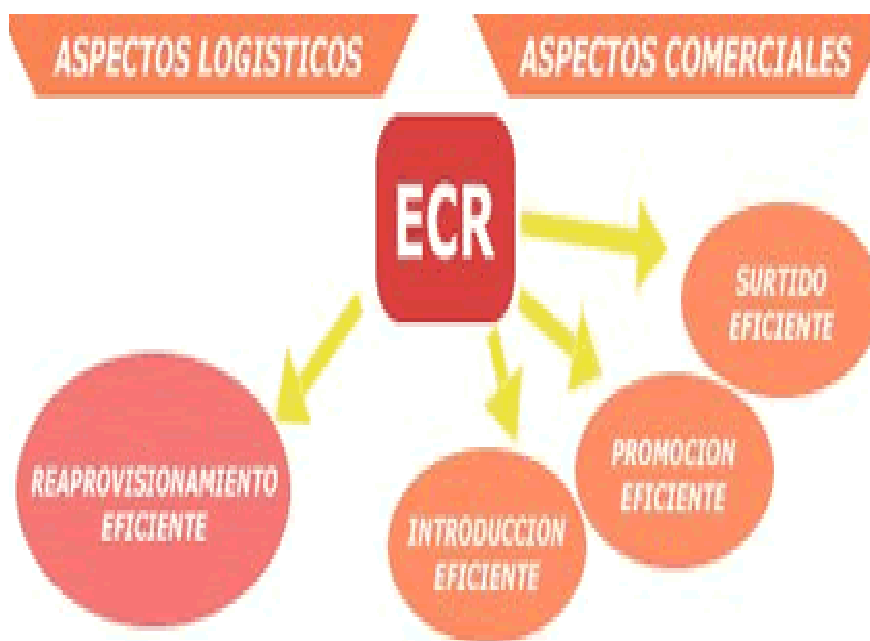 ASPECTOS LOGISTICOS
ASPECTOS COMERCIALES
ECR
SURTIDO
EFICIENTE
PROMOCION
EFICIENTE
INTRODUCCION
EFICIENTE
REAPROVISIONAMIENTO
EFICIENTE